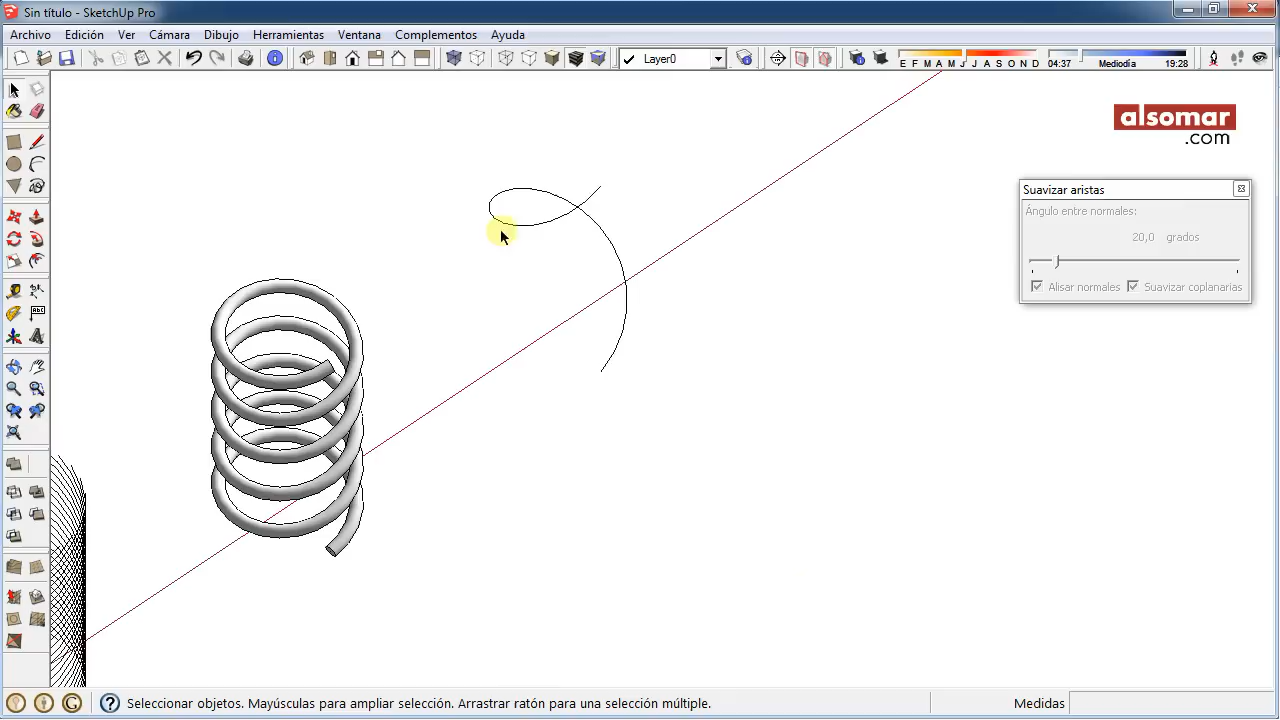 Sin título - SketchUp Pro
Archivo Edición Ver Cámara Dibujo Herramientas Ventana Complementos Ayuda
Layer0
E F M A M J J A S O N D
04:37 Mediodía 19:28
alsomar
.com
Suavizar aristas
Ángulo entre normales:
20,0 grados
Alisar normales Suavizar coplanarias
Abc
Seleccionar objetos. Mayúsculas para ampliar selección. Arrastrar ratón para una selección múltiple.
Medidas